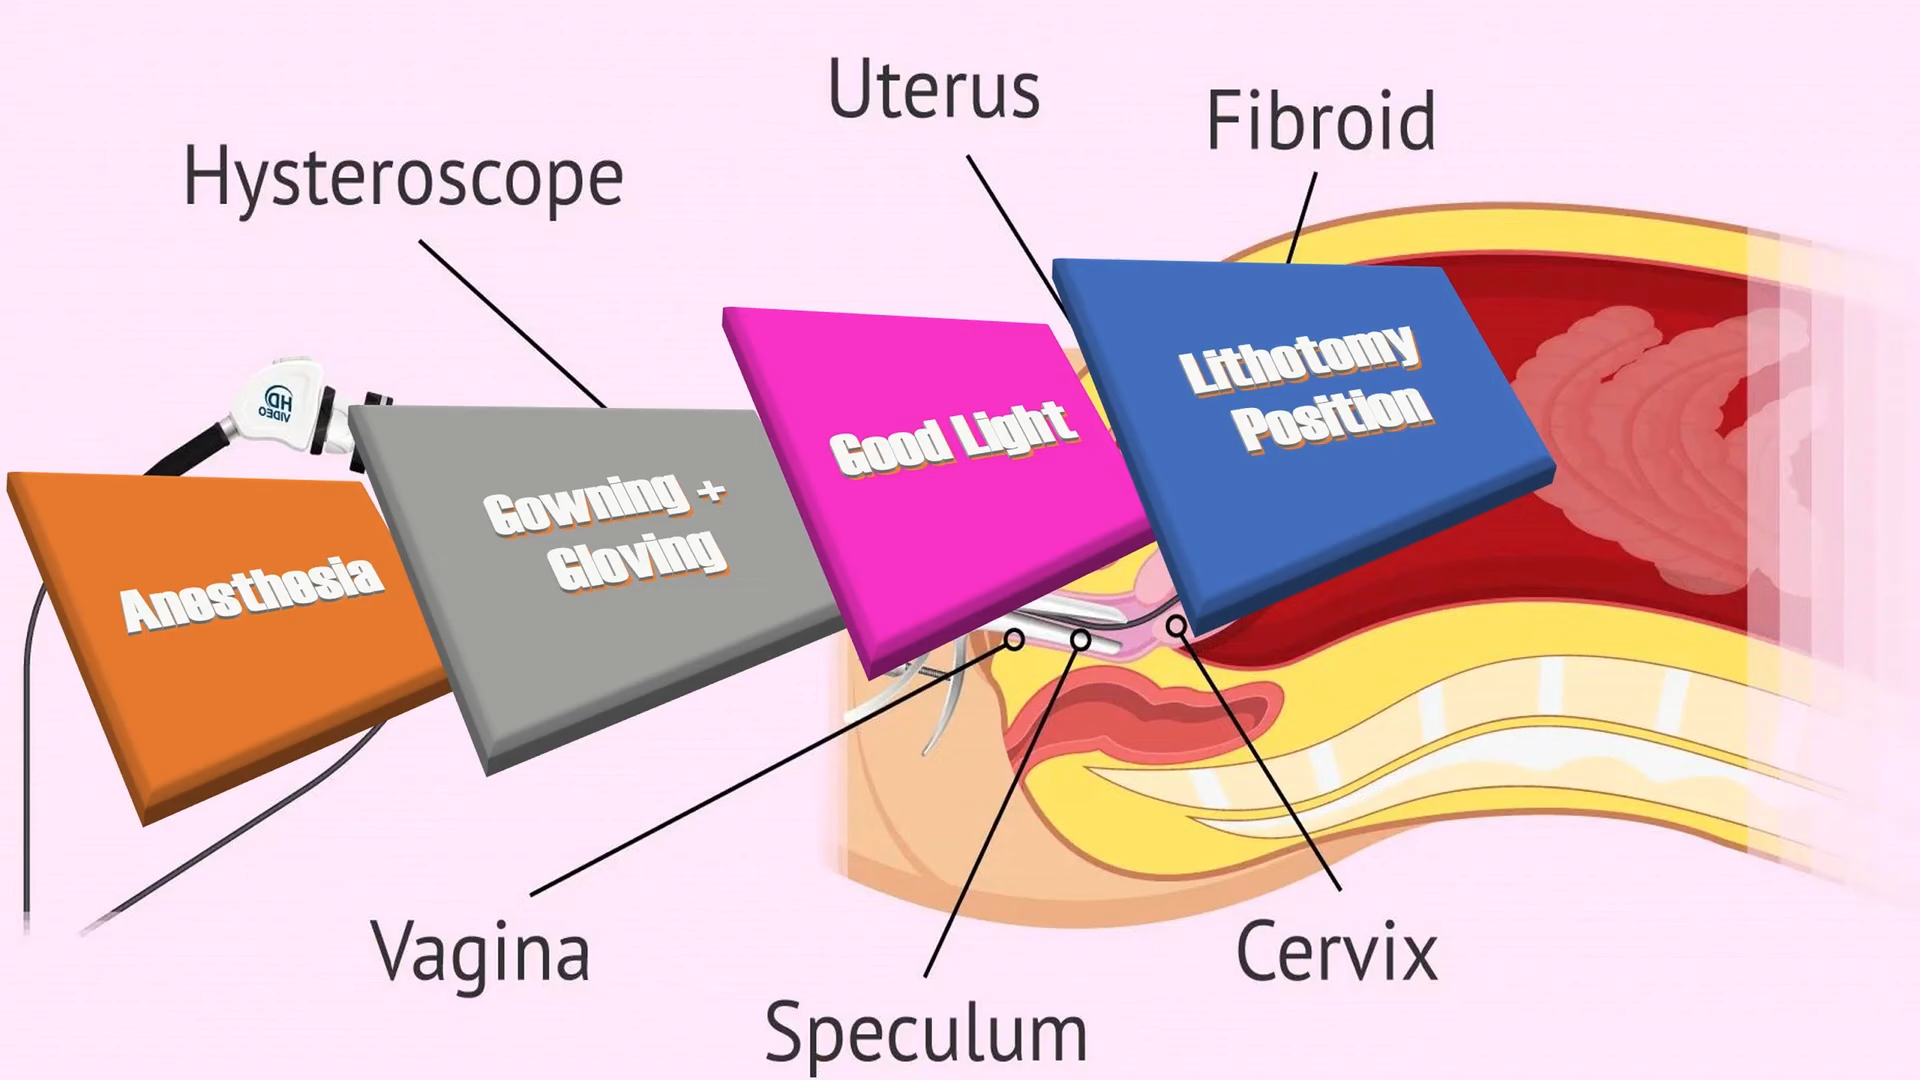 Uterus
Fibroid
Hysteroscope
HD
VIDEO
Lithotomy
Position
Good Light
Gowning +
Gloving
Anesthesia
Vagina
Cervix
Speculum